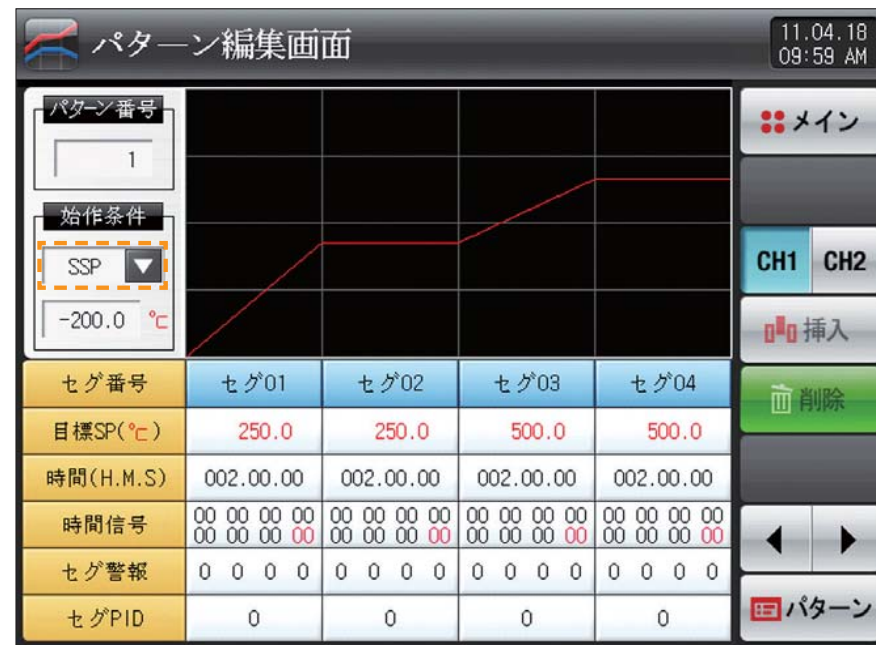 パターン編集画面
11.04.18
09:59 AM
パターン番号
1
始作条件
SSP
-200.0 ℃
メイン
CH1 CH2
挿入
削除
パターン
セグ番号 セグ01 セグ02 セグ03 セグ04
目標SP(℃) 250.0 250.0 500.0 500.0
時間(H.M.S) 002.00.00 002.00.00 002.00.00 002.00.00
時間信号 00 00 00 00 00 00 00 00 00 00 00 00 00 00 00 00
00 00 00 00 00 00 00 00 00 00 00 00 00 00 00 00
セグ警報 0 0 0 0 0 0 0 0 0 0 0 0 0 0 0 0
セグPID 0 0 0 0